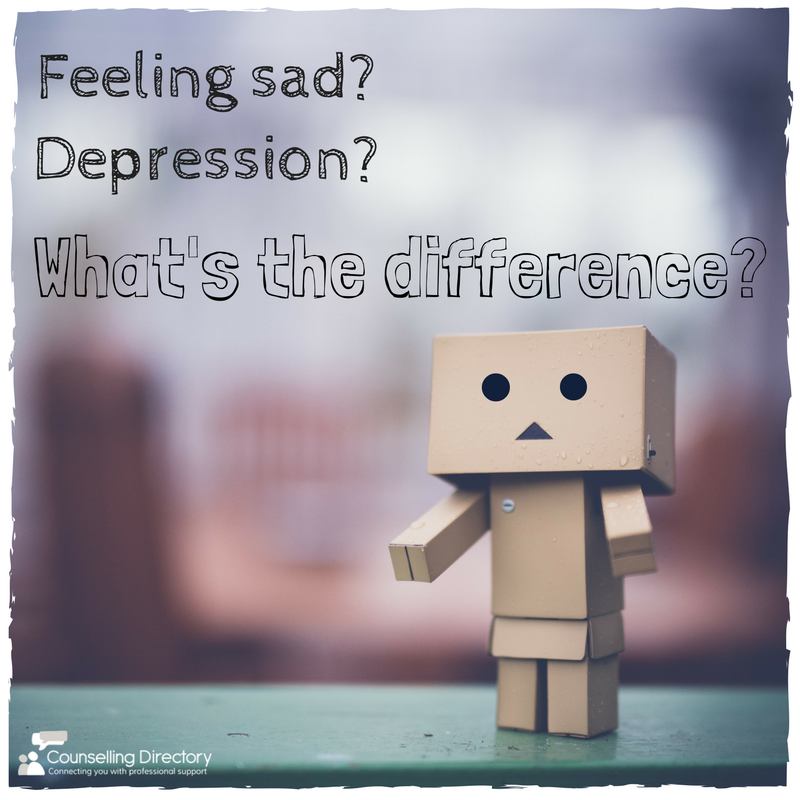 Feeling sad?
Depression?
What's the difference?
Counselling Directory
Connecting you with professional support